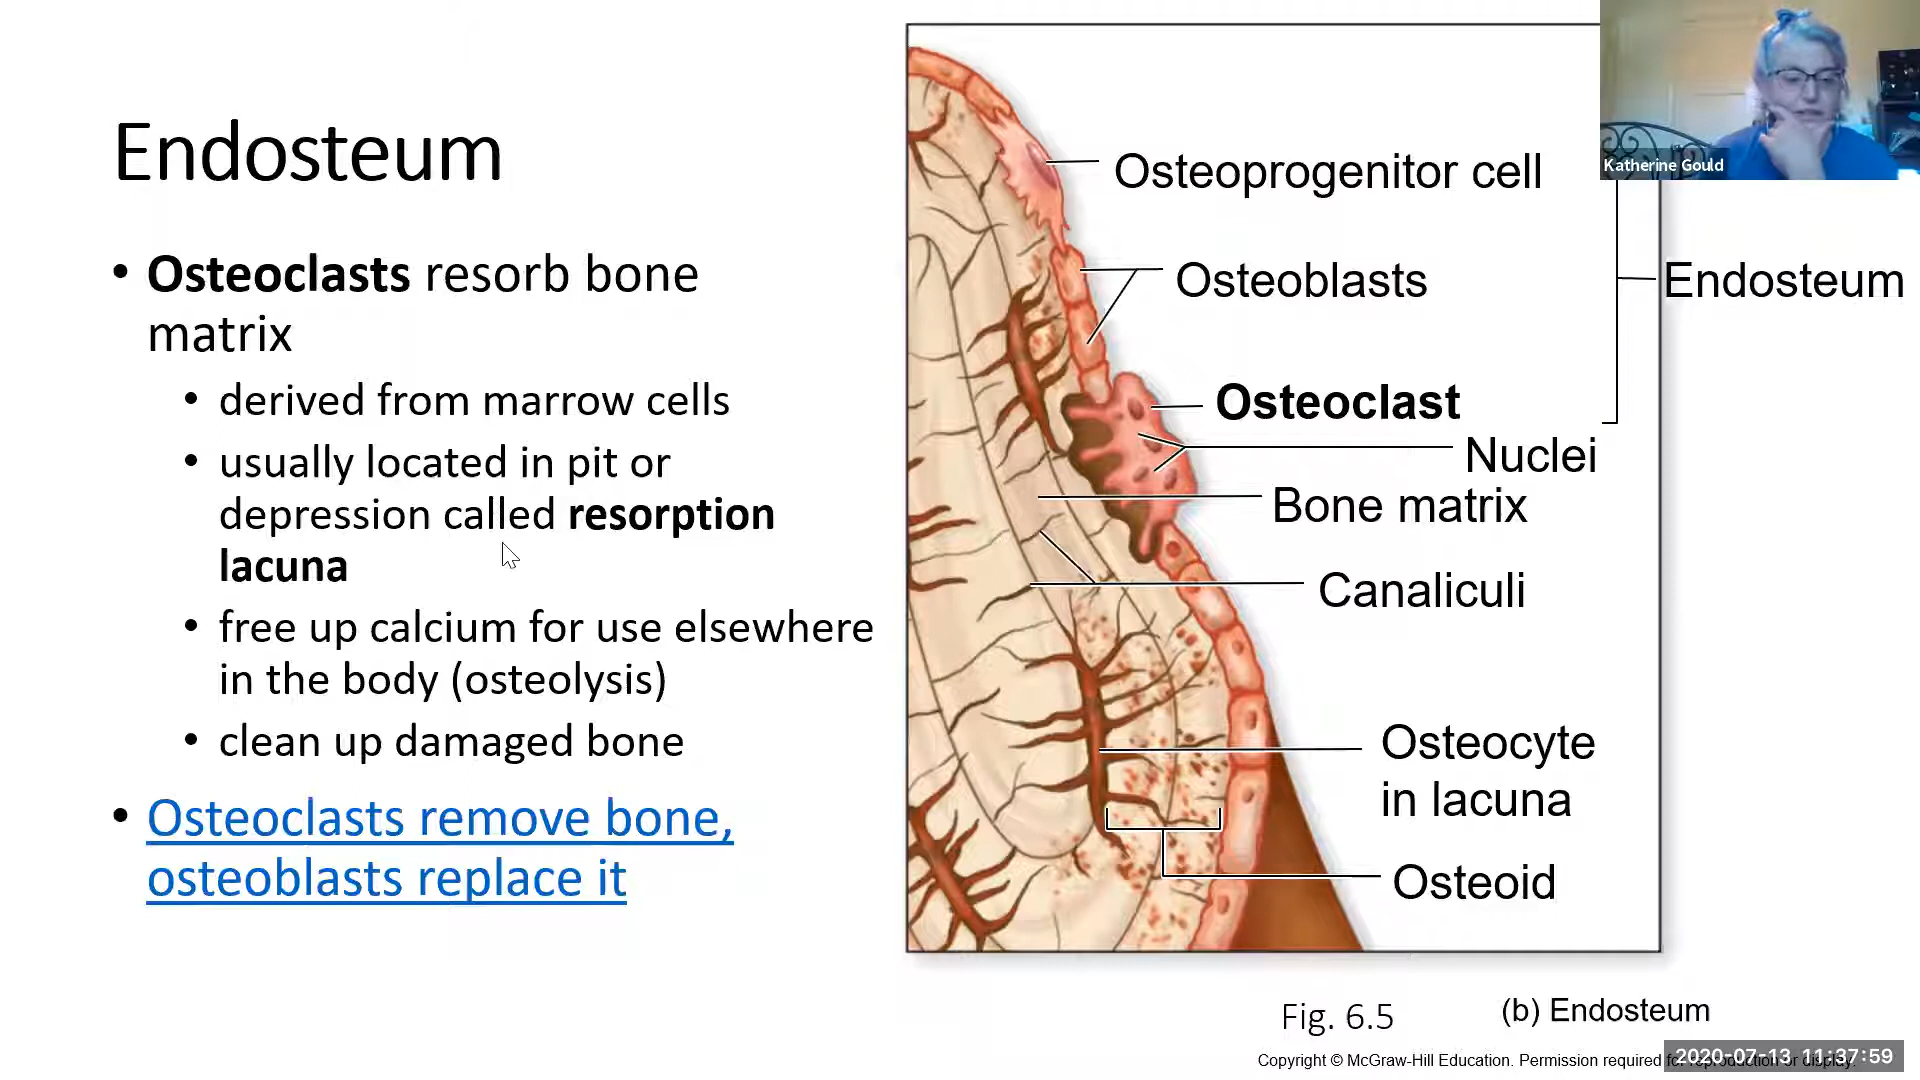 Endosteum
• Osteoclasts resorb bone
matrix
• derived from marrow cells
• usually located in pit or
depression called resorption
lacuna
• free up calcium for use elsewhere
in the body (osteolysis)
• clean up damaged bone
• Osteoclasts remove bone,
osteoblasts replace it
Katherine Gould
Osteoprogenitor cell
Osteoblasts
Endosteum
Osteoclast
Nuclei
Bone matrix
Canaliculi
Osteocyte
in lacuna
Osteoid
Fig. 6.5
(b) Endosteum
Copyright © McGraw-Hill Education. Permission required for reproduction or display.
2020-07-13 11:37:59